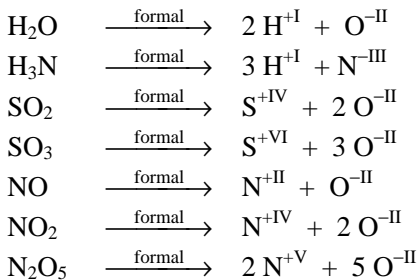 H₂O —formal→ 2 H⁺ᴵ + O⁻ᴵᴵ
H₃N —formal→ 3 H⁺ᴵ + N⁻ᴵᴵᴵ
SO₂ —formal→ S⁺ᴵⱽ + 2 O⁻ᴵᴵ
SO₃ —formal→ S⁺ⱽᴵ + 3 O⁻ᴵᴵ
NO —formal→ N⁺ᴵᴵ + O⁻ᴵᴵ
NO₂ —formal→ N⁺ᴵⱽ + 2 O⁻ᴵᴵ
N₂O₅ —formal→ 2 N⁺ⱽ + 5 O⁻ᴵᴵ